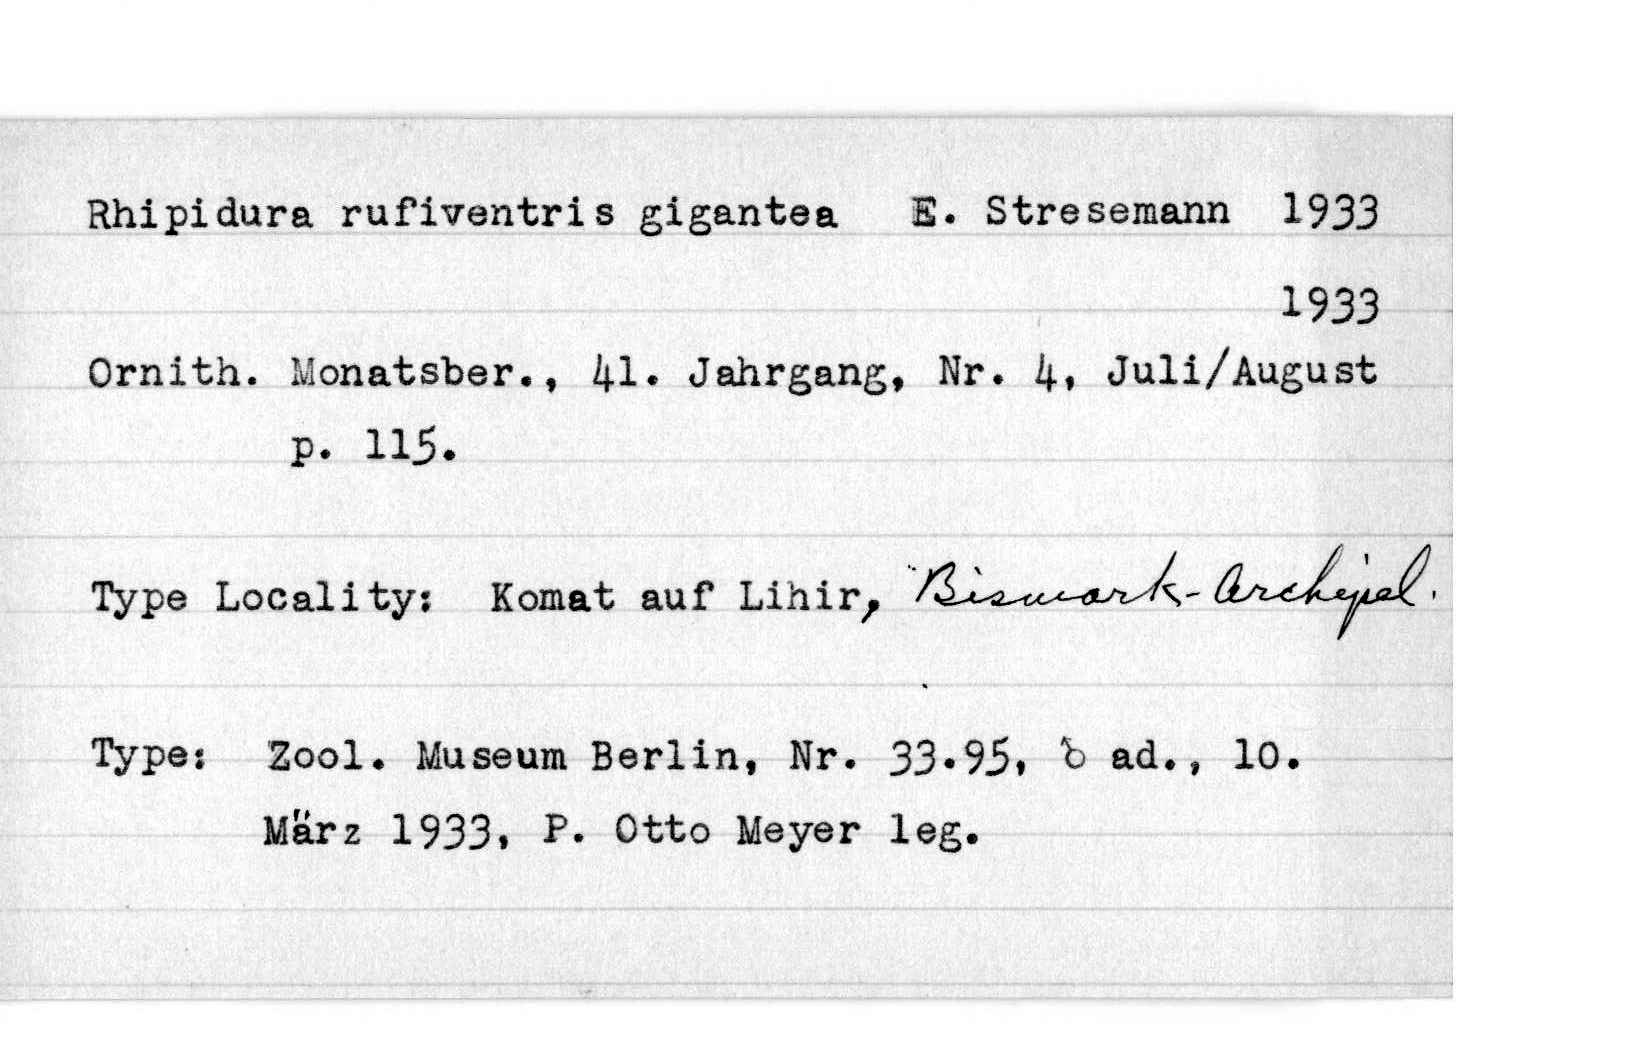 Rhipidura rufiventris gigantea E. Stresemann 1933
1933
Ornith. Monatsber., 41. Jahrgang, Nr. 4, Juli/August
p. 115.
Type Locality: Komat auf Lihir, Bismark-Archipel.
Type: Zool. Museum Berlin, Nr. 33.95, ♂ ad., 10.
März 1933, P. Otto Meyer leg.